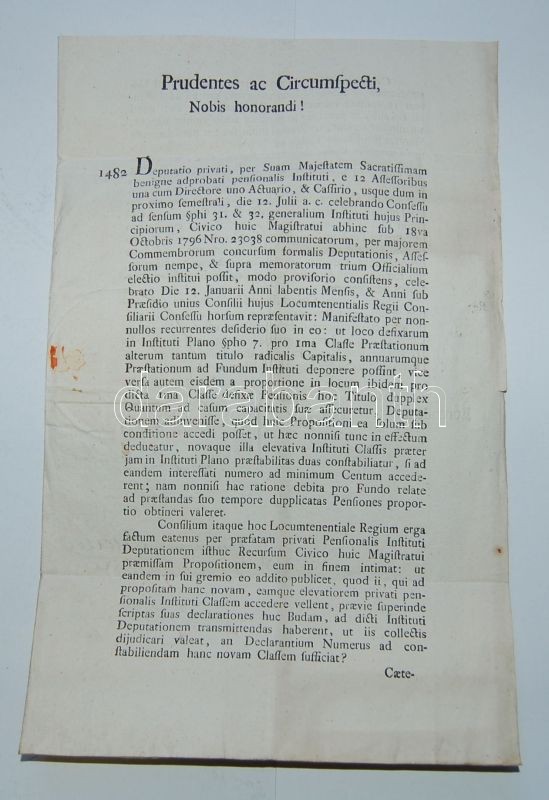 Prudentes ac Circumſpecti,
Nobis honorandi!
1482 Deputatio privati, per Suam Majeſtatem Sacratiſſimam
benigne adprobati penſionalis Inſtituti, e 12 Aſſeſſoribus
una cum Directore uno Actuario, & Caſſirio, usque dum in
proximo ſemeſtrali, die 12. Julii a. c. celebrando Conſeſſu
ad ſenſum §phi 31. & 32. generalium Inſtituti hujus Prin-
cipiorum, Civico huic Magiſtratui abhinc ſub 18va
Octobris 1796 Nro. 23038 communicatorum, per majorem
Commembrorum concurſum formalis Deputationis, Aſſeſ-
ſorum nempe, & ſupra memoratorum trium Officialium
electio inſtitui poſſit, modo proviſorio conſiſtens, cele-
brato Die 12. Januarii Anni labentis Menſis, & Anni ſub
Præſidio unius Conſilii hujus Locumtenentialis Regii Con-
ſiliarii Conſeſſu horſum repræſentavit: Manifeſtato per non-
nullos recurrentes deſiderio ſuo in eo: ut loco defixarum
in Inſtituti Plano §pho 7. pro 1ma Claſſe Præſtationum
alterum tantum titulo radicalis Capitalis, annuarumque
Præſtationum ad Fundum Inſtituti deponere poſſint, vice
verſa autem eisdem a proportione in locum ibidem pro
dicta 1ma Claſſe defixæ Penſionis hoc Titulo dupplex
Quantum ad caſum capacitatis ſuæ aſſecuretur, Deputa-
tionem adinveniſſe, quod huic Propoſitioni ea ſolum ſub
conditione accedi poſſet, ut hæc nonniſi tunc in effectum
deducatur, novaque illa elevativa Inſtituti Claſſis præter
jam in Inſtituti Plano præſtabilitas duas conſtabiliatur, ſi ad
eandem intereſſati numero ad minimum Centum accede-
rent; nam nonniſi hac ratione debita pro Fundo relate
ad præſtandas ſuo tempore dupplicatas Penſiones propor-
tio obtineri valeret.
Conſilium itaque hoc Locumtenentiale Regium erga
factum eatenus per præfatam privati Penſionalis Inſtituti
Deputationem iſthuc Recurſum Civico huic Magiſtratui
præmiſſam Propoſitionem, eum in finem intimat: ut
eandem in ſui gremio eo addito publicet, quod ii, qui ad
propoſitam hanc novam, eamque elevatiorem privati pen-
ſionalis Inſtituti Claſſem accedere vellent, prævie ſuperinde
ſcriptas ſuas declarationes huc Budam, ad dicti Inſtituti
Deputationem transmittendas haberent, ut iis collectis
dijudicari valeat, an Declarantium Numerus ad con-
ſtabiliendam hanc novam Claſſem ſufficiat?
Cæte-
darabanth